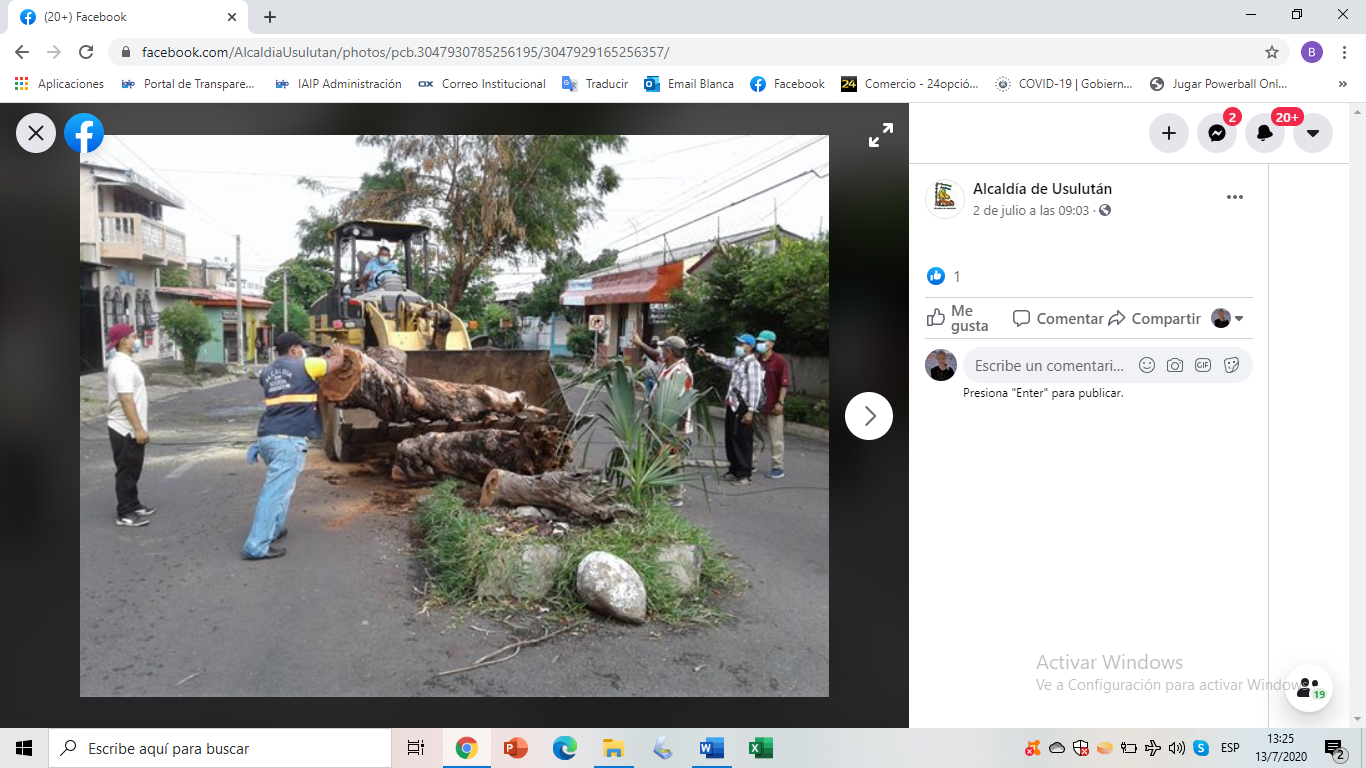 (20+) Facebook
facebook.com/AlcaldiaUsulutan/photos/pcb.3047930785256195/3047929165256357/
B
Aplicaciones
Portal de Transpare...
IAIP Administración
Correo Institucional
Traducir
Email Blanca
Facebook
24
Comercio - 24opció...
COVID-19 | Gobiern...
Jugar Powerball Onl...
»
2
20+
Alcaldía de Usulután
2 de julio a las 09:03 ·
1
Me gusta
Comentar
Compartir
Escribe un comentari...
GIF
Presiona "Enter" para publicar.
ALCALDIA
Activar Windows
Ve a Configuración para activar Windows
19
Escribe aquí para buscar
ESP
13:25
13/7/2020
2